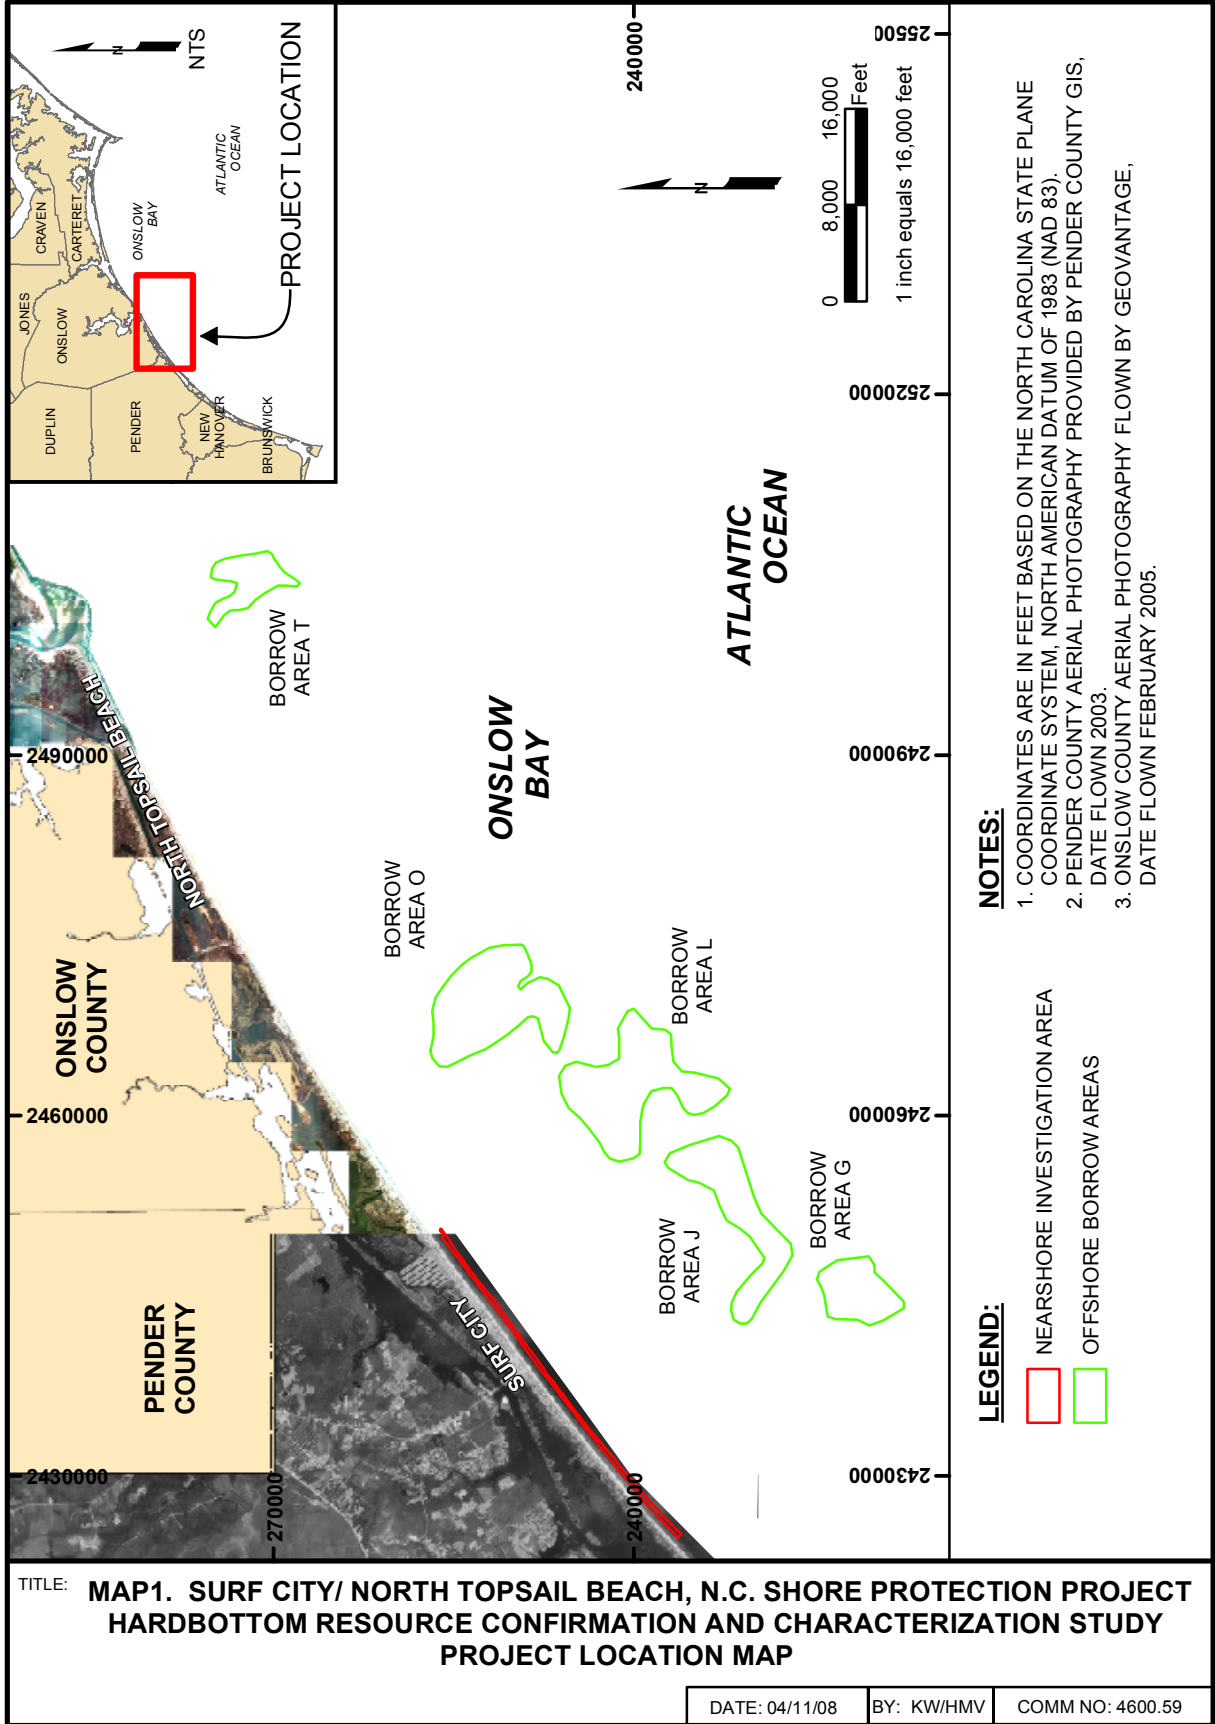 DUPLIN
JONES
CRAVEN
ONSLOW
CARTERET
PENDER
NEW
HANOVER
BRUNSWICK
ONSLOW
BAY
ATLANTIC
OCEAN
N
NTS
PROJECT LOCATION
2430000
2460000
2490000
PENDER
COUNTY
ONSLOW
COUNTY
NORTH TOPSAIL BEACH
SURF CITY
270000
240000
240000
BORROW
AREA T
BORROW
AREA O
BORROW
AREA L
BORROW
AREA J
BORROW
AREA G
ONSLOW
BAY
ATLANTIC
OCEAN
N
0 8,000 16,000
Feet
1 inch equals 16,000 feet
2430000
2460000
2490000
2520000
25500
LEGEND:
NEARSHORE INVESTIGATION AREA
OFFSHORE BORROW AREAS
NOTES:
1. COORDINATES ARE IN FEET BASED ON THE NORTH CAROLINA STATE PLANE
COORDINATE SYSTEM, NORTH AMERICAN DATUM OF 1983 (NAD 83).
2. PENDER COUNTY AERIAL PHOTOGRAPHY PROVIDED BY PENDER COUNTY GIS,
DATE FLOWN 2003.
3. ONSLOW COUNTY AERIAL PHOTOGRAPHY FLOWN BY GEOVANTAGE,
DATE FLOWN FEBRUARY 2005.
TITLE: MAP1. SURF CITY/ NORTH TOPSAIL BEACH, N.C. SHORE PROTECTION PROJECT
HARDBOTTOM RESOURCE CONFIRMATION AND CHARACTERIZATION STUDY
PROJECT LOCATION MAP
DATE: 04/11/08 BY: KW/HMV COMM NO: 4600.59